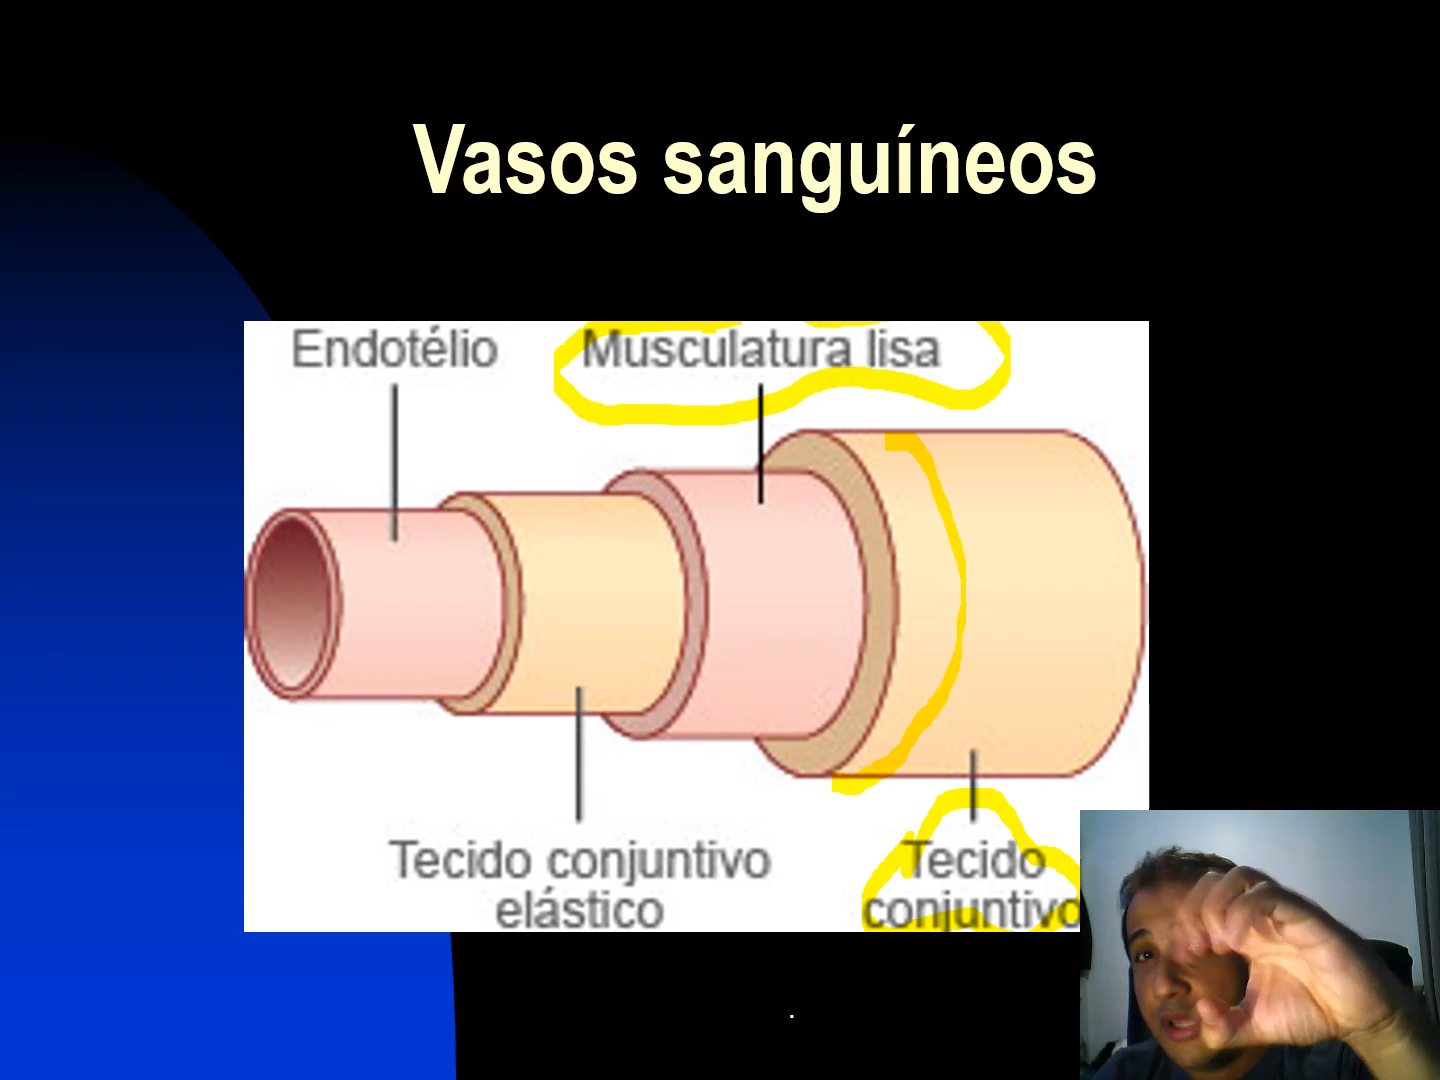 Vasos sanguíneos
Endotélio
Musculatura lisa
Tecido conjuntivo
elástico
Tecido
conjuntivo
.